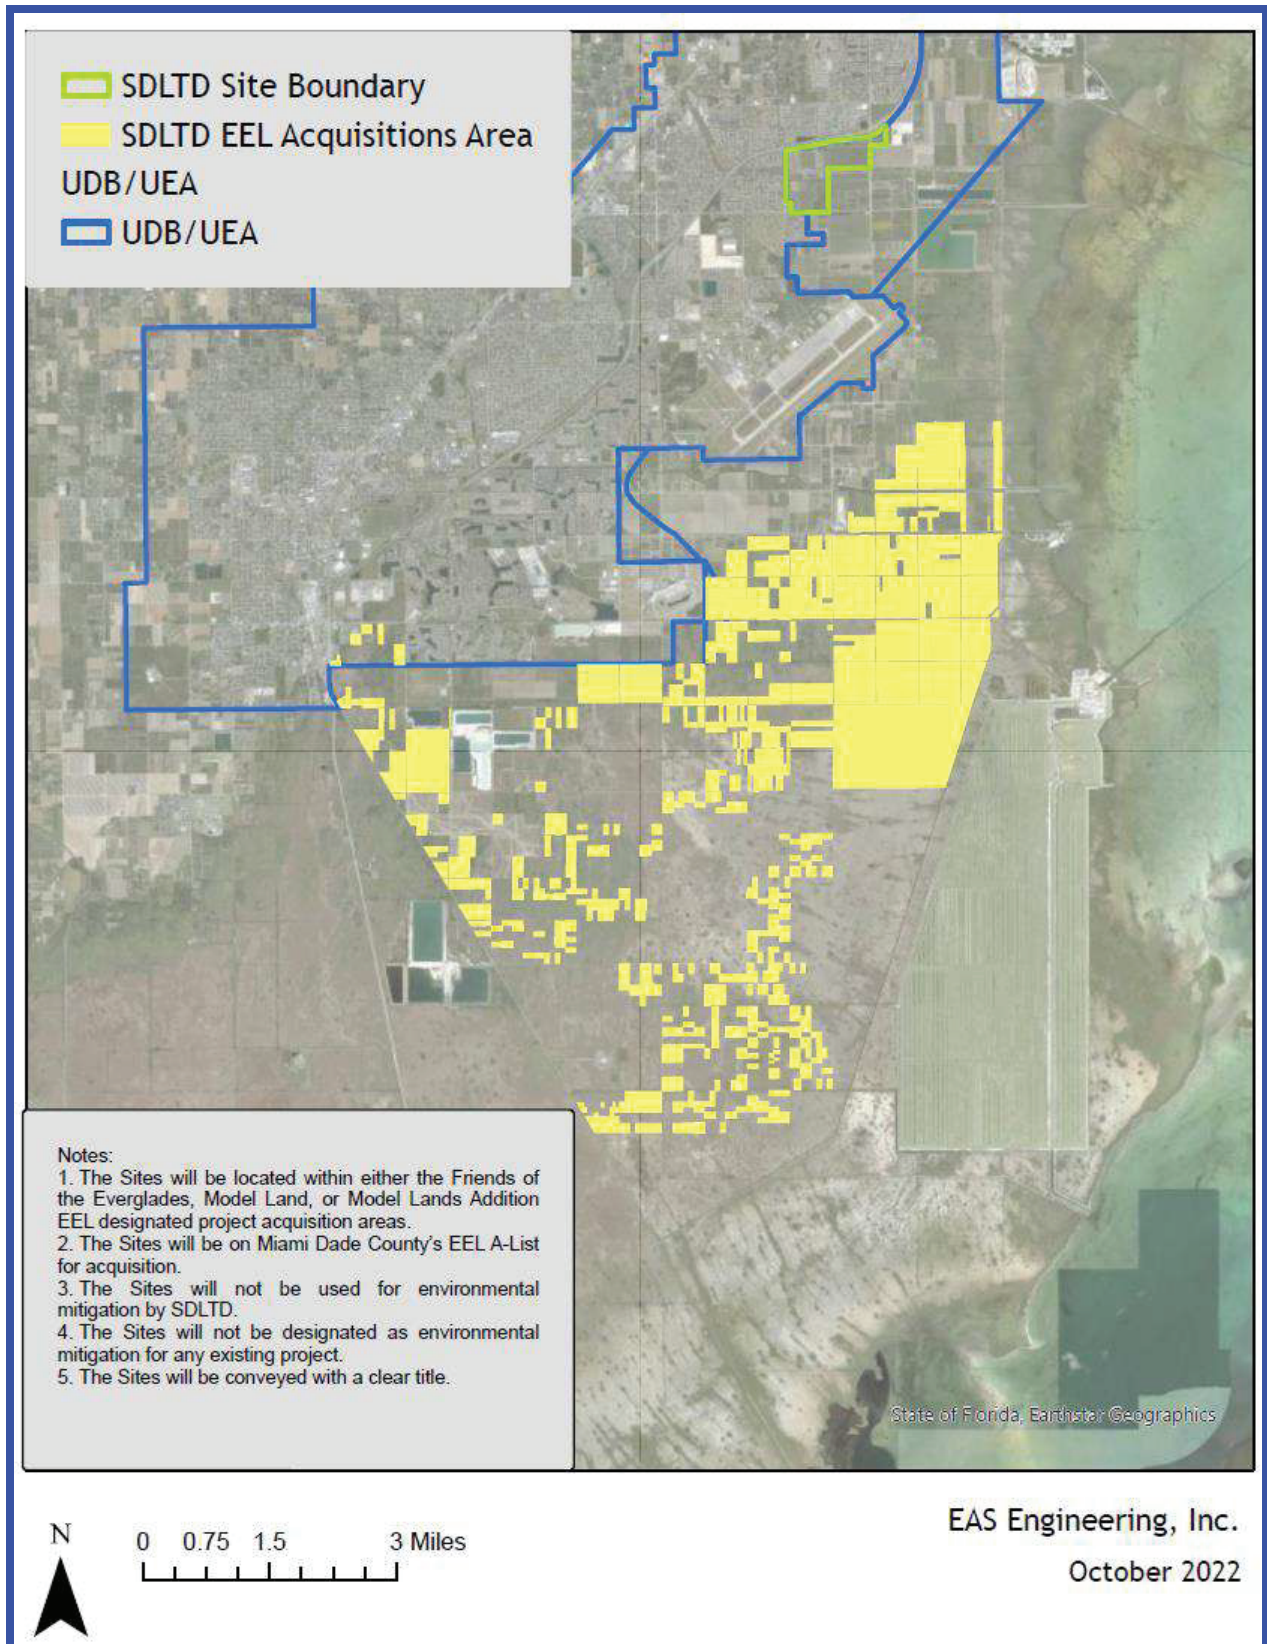 SDLTD Site Boundary
SDLTD EEL Acquisitions Area
UDB/UEA
UDB/UEA
Notes:
1. The Sites will be located within either the Friends of
the Everglades, Model Land, or Model Lands Addition
EEL designated project acquisition areas.
2. The Sites will be on Miami Dade County's EEL A-List
for acquisition.
3. The Sites will not be used for environmental
mitigation by SDLTD.
4. The Sites will not be designated as environmental
mitigation for any existing project.
5. The Sites will be conveyed with a clear title.
State of Florida, Earthstar Geographics
N
0 0.75 1.5 3 Miles
EAS Engineering, Inc.
October 2022